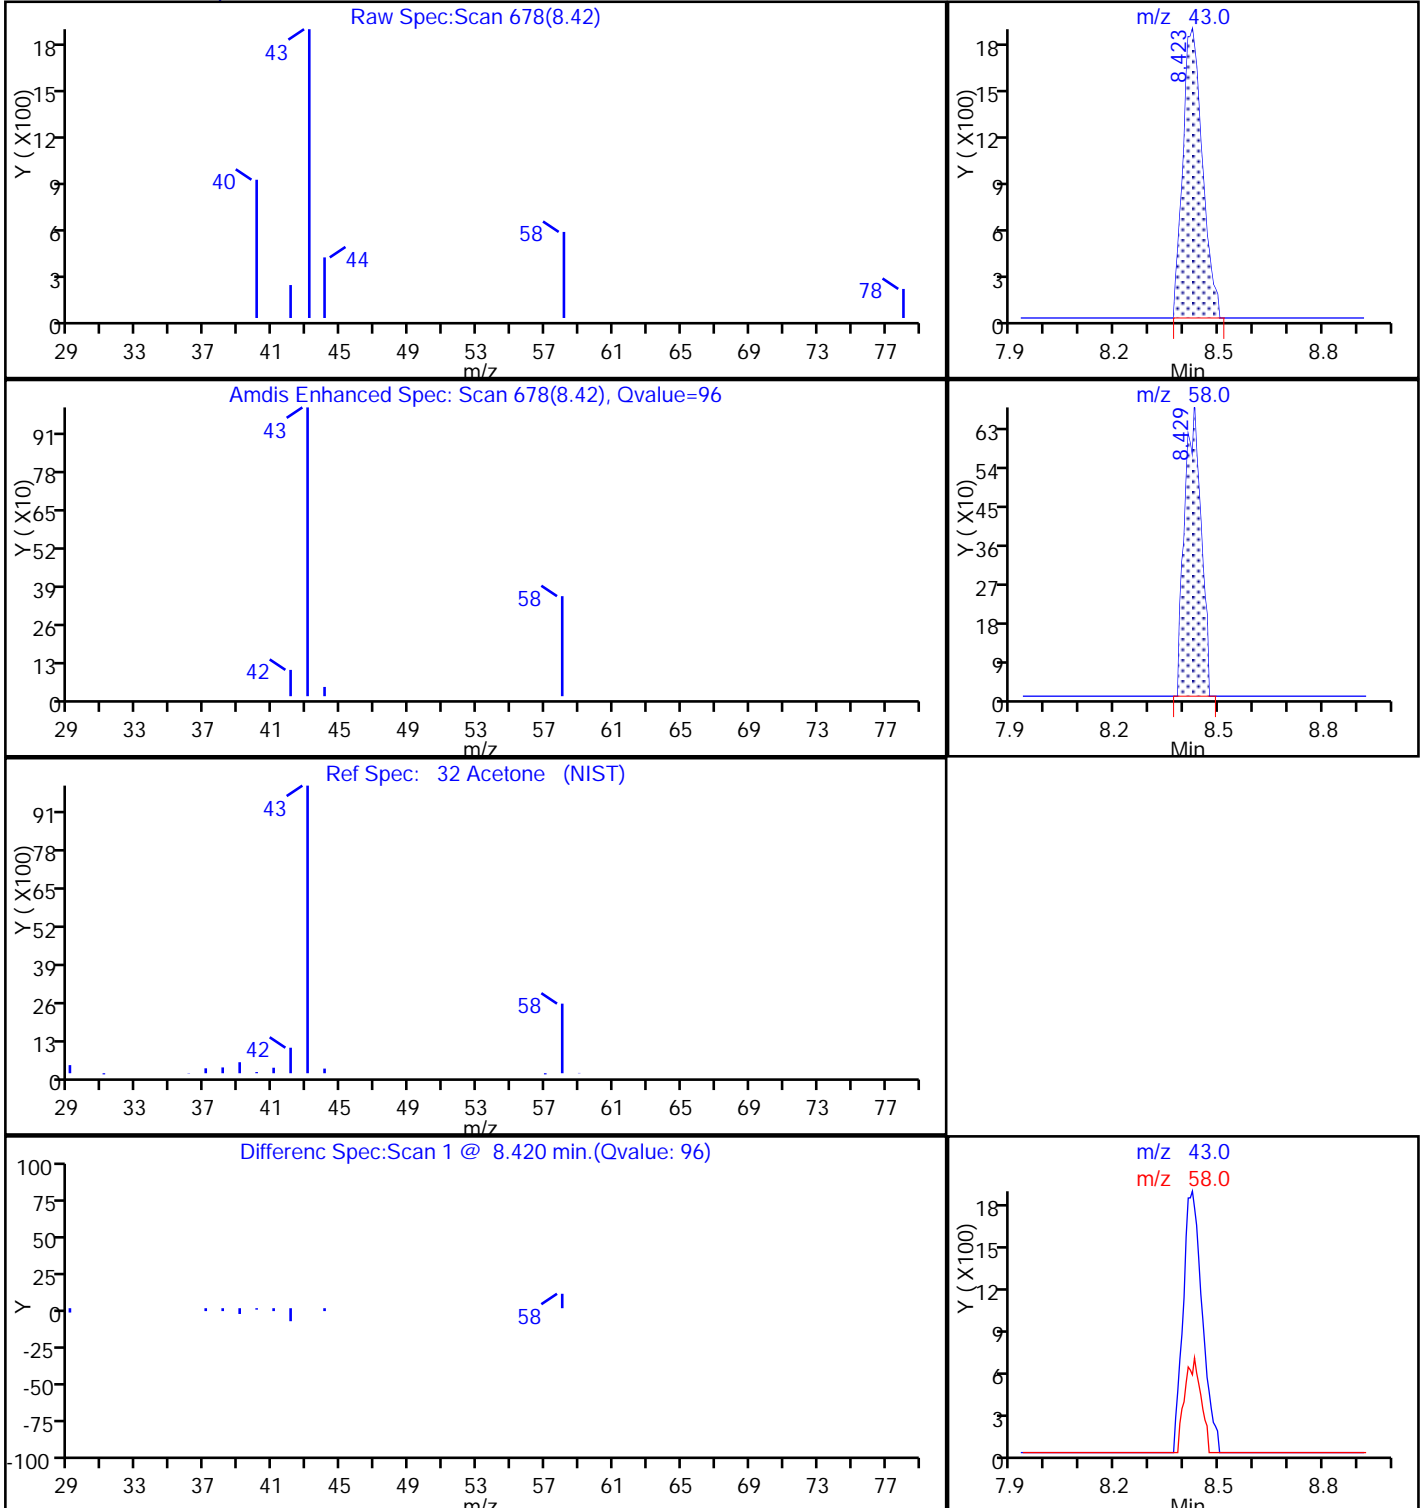 Raw Spec:Scan 678(8.42)
Y ( X100)
18
15
12
9
6
3
0
43
40
44
58
78
29 33 37 41 45 49 53 57 61 65 69 73 77
m/z
m/z 43.0
Y ( X100)
18
15
12
9
6
3
0
8.423
7.9 8.2 8.5 8.8
Min
Amdis Enhanced Spec: Scan 678(8.42), Qvalue=96
Y ( X10)
91
78
65
52
39
26
13
0
43
42
58
29 33 37 41 45 49 53 57 61 65 69 73 77
m/z
m/z 58.0
Y ( X10)
63
54
45
36
27
18
9
0
8.429
7.9 8.2 8.5 8.8
Min
Ref Spec: 32 Acetone (NIST)
Y ( X100)
91
78
65
52
39
26
13
0
43
42
58
29 33 37 41 45 49 53 57 61 65 69 73 77
m/z
Differenc Spec:Scan 1 @ 8.420 min.(Qvalue: 96)
Y
100
75
50
25
0
-25
-50
-75
-100
58
29 33 37 41 45 49 53 57 61 65 69 73 77
m/z
m/z 43.0
m/z 58.0
Y ( X100)
18
15
12
9
6
3
0
7.9 8.2 8.5 8.8
Min